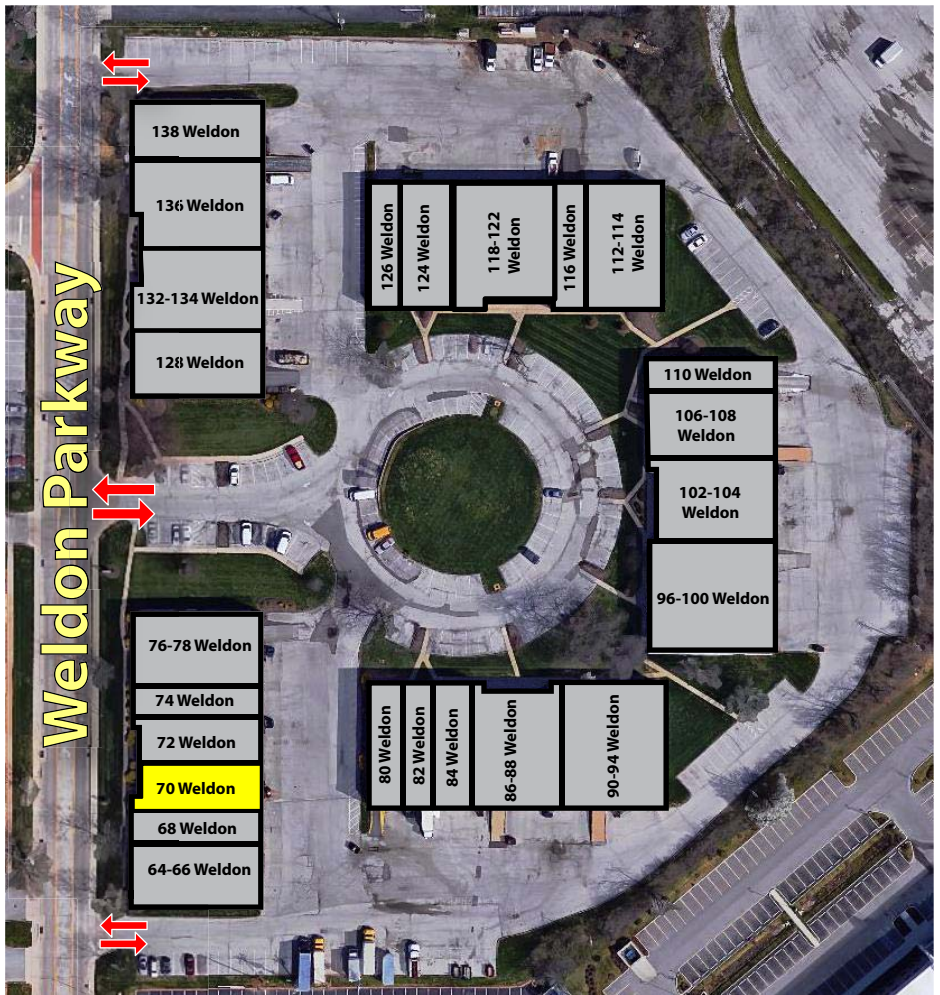 Weldon Parkway
138 Weldon
136 Weldon
132-134 Weldon
128 Weldon
126 Weldon
124 Weldon
118-122
Weldon
116 Weldon
112-114
Weldon
110 Weldon
106-108
Weldon
102-104
Weldon
96-100 Weldon
76-78 Weldon
74 Weldon
72 Weldon
70 Weldon
68 Weldon
64-66 Weldon
80 Weldon
82 Weldon
84 Weldon
86-88 Weldon
90-94 Weldon